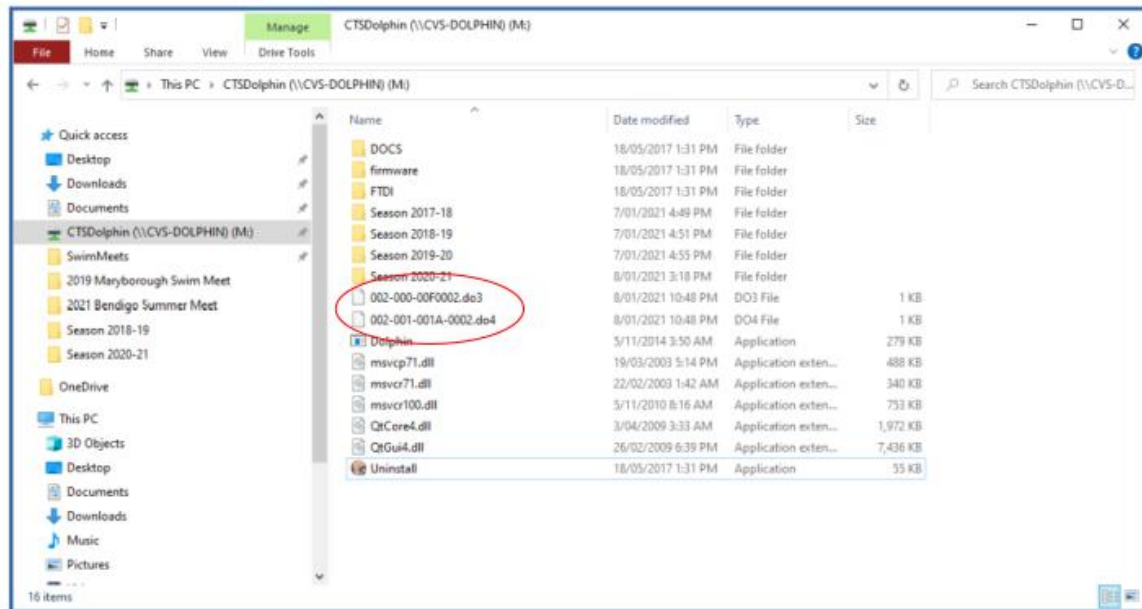 Manage CTSDolphin (\\CVS-DOLPHIN) (M:)
File Home Share View Drive Tools
This PC › CTSDolphin (\\CVS-DOLPHIN) (M:) Search CTSDolphin (\\CVS-D...
Name Date modified Type Size
Quick access
Desktop
Downloads
Documents
CTSDolphin (\\CVS-DOLPHIN) (M:)
SwimMeets
2019 Maryborough Swim Meet
2021 Bendigo Summer Meet
Season 2018-19
Season 2020-21
OneDrive
This PC
3D Objects
Desktop
Documents
Downloads
Music
Pictures
DOCS 18/05/2017 1:31 PM File folder
firmware 18/05/2017 1:31 PM File folder
FTDI 18/05/2017 1:31 PM File folder
Season 2017-18 7/01/2021 4:49 PM File folder
Season 2018-19 7/01/2021 4:51 PM File folder
Season 2019-20 7/01/2021 4:55 PM File folder
Season 2020-21 8/01/2021 3:18 PM File folder
002-000-00F0002.do3 8/01/2021 10:48 PM DO3 File 1 KB
002-001-001A-0002.do4 8/01/2021 10:48 PM DO4 File 1 KB
Dolphin 5/11/2014 3:50 AM Application 279 KB
msvcp71.dll 19/03/2003 5:14 PM Application exten... 488 KB
msvcr71.dll 22/02/2003 1:42 AM Application exten... 340 KB
msvcr100.dll 5/11/2010 8:16 AM Application exten... 753 KB
QtCore4.dll 3/04/2009 3:33 AM Application exten... 1,972 KB
QtGui4.dll 26/02/2009 6:39 PM Application exten... 7,436 KB
Uninstall 18/05/2017 1:31 PM Application 55 KB
16 items